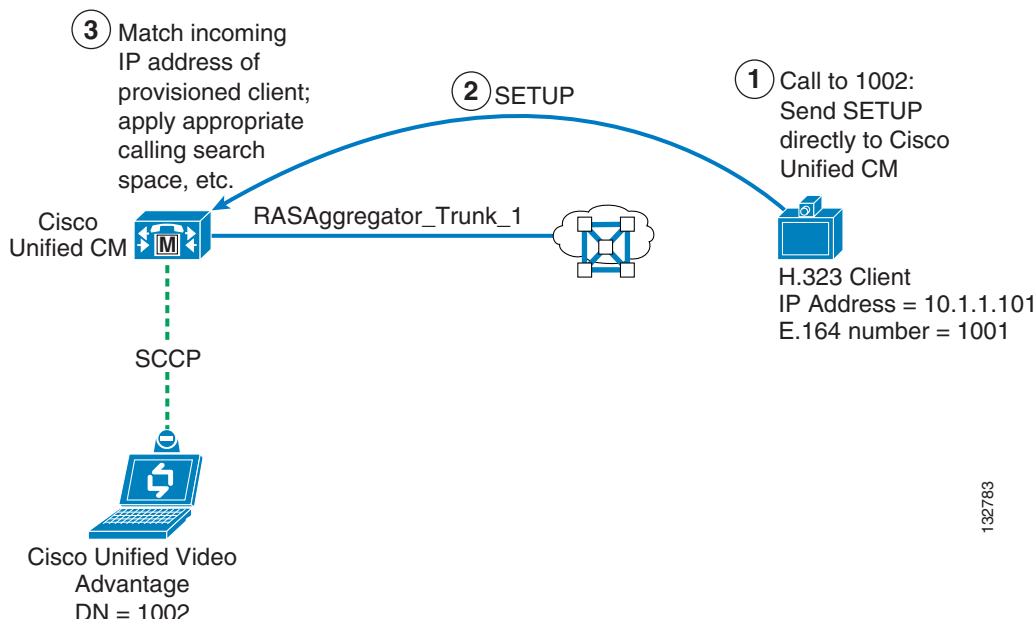 3 Match incoming
IP address of
provisioned client;
apply appropriate
calling search
space, etc.
2 SETUP
1 Call to 1002:
Send SETUP
directly to Cisco
Unified CM
Cisco
Unified CM
M
RASAggregator_Trunk_1
H.323 Client
IP Address = 10.1.1.101
E.164 number = 1001
SCCP
Cisco Unified Video
Advantage
DN = 1002
132783